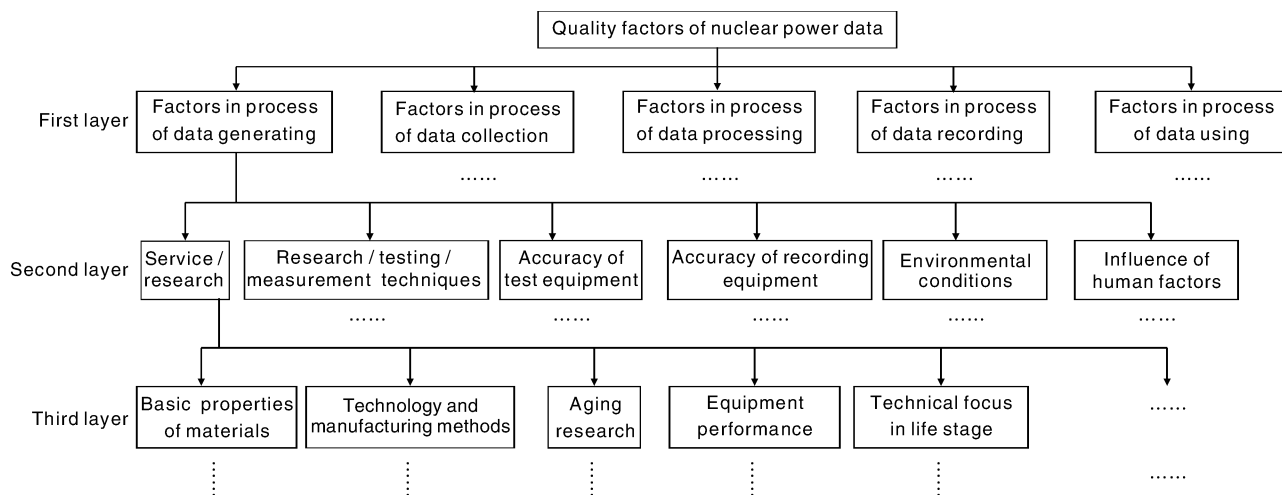 Quality factors of nuclear power data
First layer
Factors in process
of data generating
Factors in process
of data collection
Factors in process
of data processing
Factors in process
of data recording
Factors in process
of data using
……
……
……
……
Second layer
Service /
research
Research / testing /
measurement techniques
Accuracy of
test equipment
Accuracy of recording
equipment
Environmental
conditions
Influence of
human factors
……
……
……
……
……
Third layer
Basic properties
of materials
Technology and
manufacturing methods
Aging
research
Equipment
performance
Technical focus
in life stage
……
……